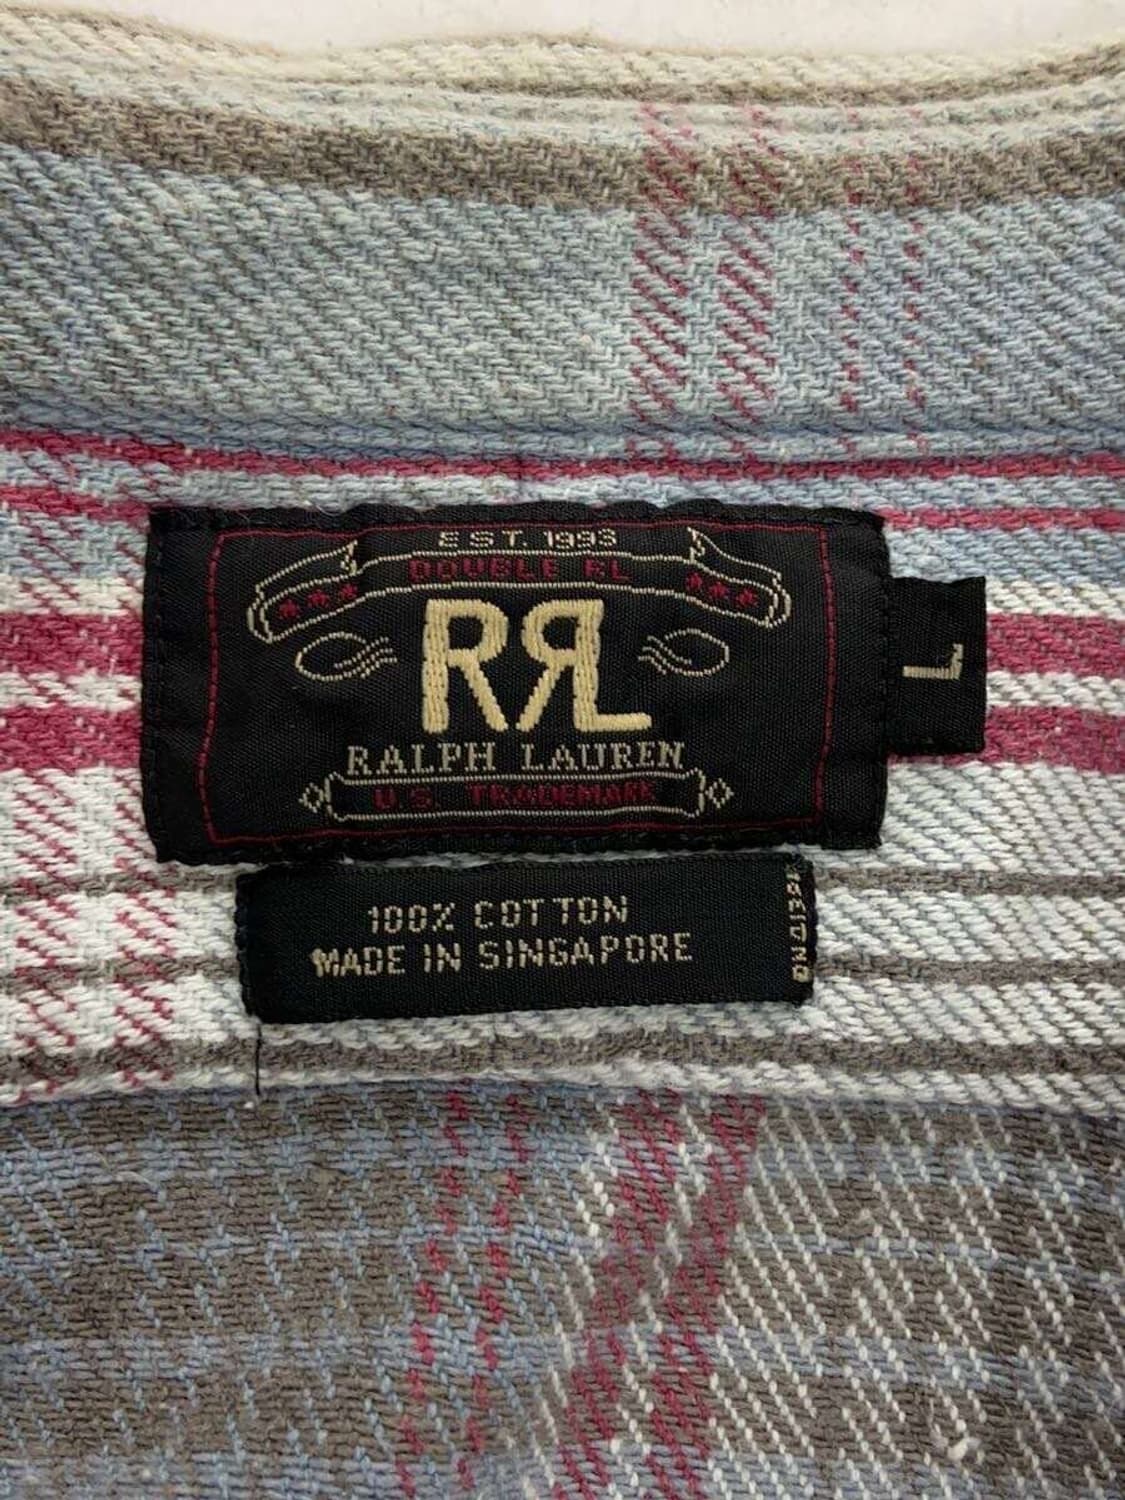 EST. 1993
DOUBLE RL
RRL
RALPH LAUREN
U.S. TRADEMARK
L
100% COTTON
MADE IN SINGAPORE